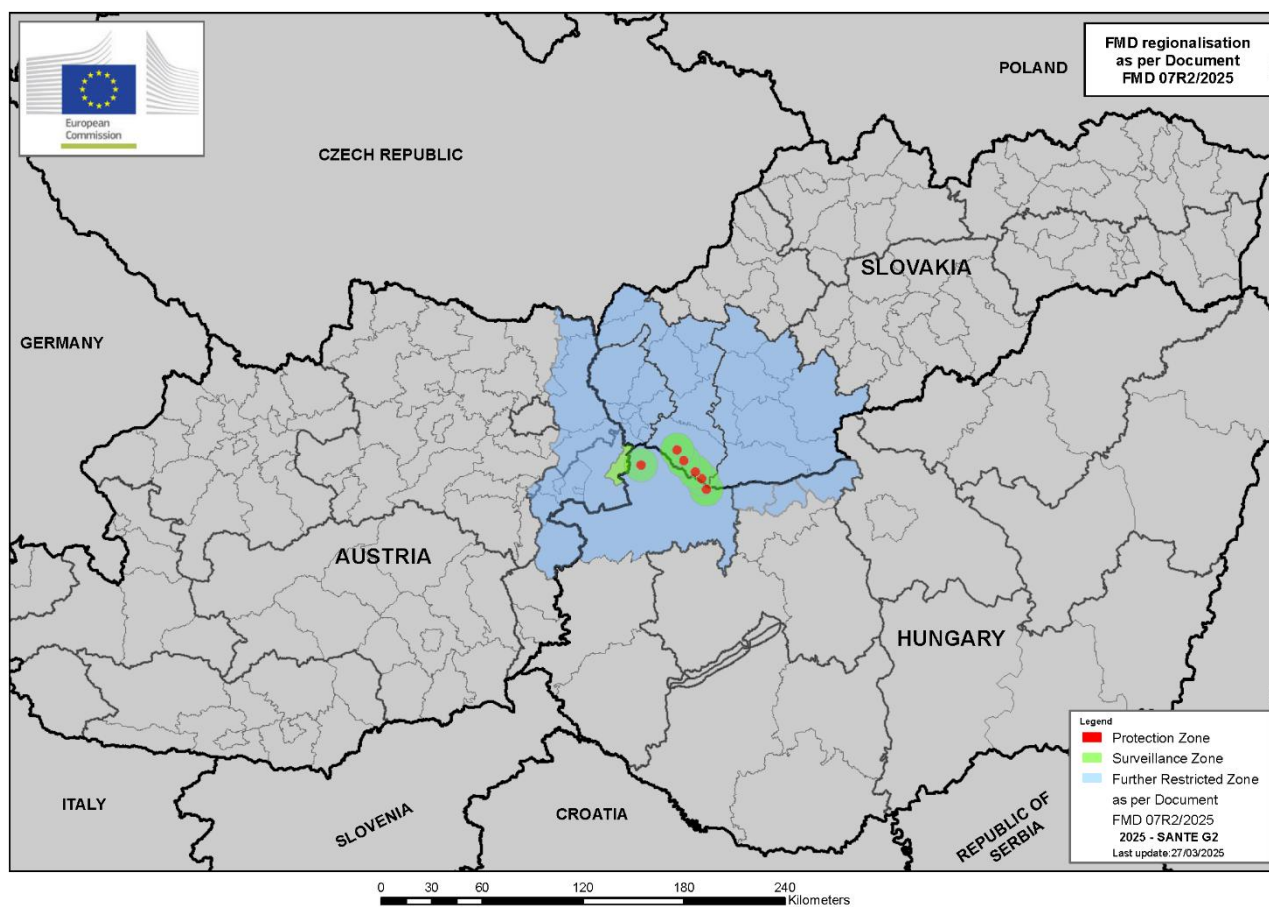 European
Commission
FMD regionalisation
as per Document
FMD 07R2/2025
POLAND
CZECH REPUBLIC
SLOVAKIA
GERMANY
AUSTRIA
HUNGARY
ITALY
SLOVENIA
CROATIA
REPUBLIC OF
SERBIA
Legend
Protection Zone
Surveillance Zone
Further Restricted Zone
as per Document
FMD 07R2/2025
2025 - SANTE G2
Last update:27/03/2025
0 30 60 120 180 240
Kilometers